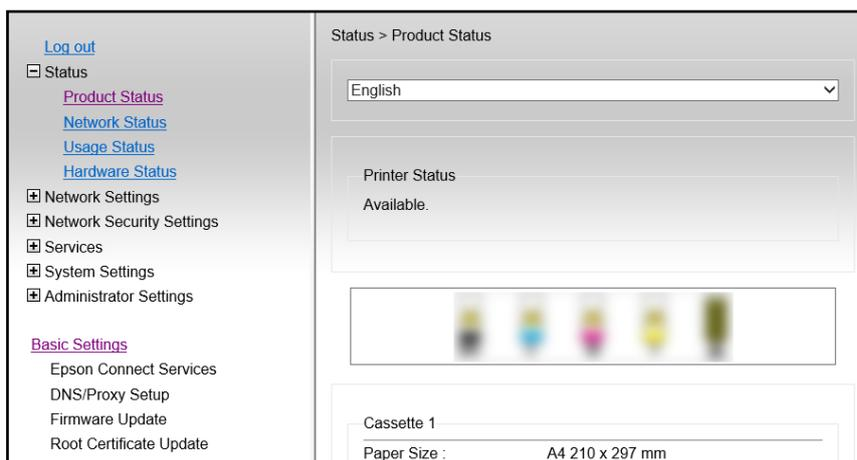 Log out
Status
Product Status
Network Status
Usage Status
Hardware Status
Network Settings
Network Security Settings
Services
System Settings
Administrator Settings
Basic Settings
Epson Connect Services
DNS/Proxy Setup
Firmware Update
Root Certificate Update
Status > Product Status
English
Printer Status
Available.
Cassette 1
Paper Size : A4 210 x 297 mm